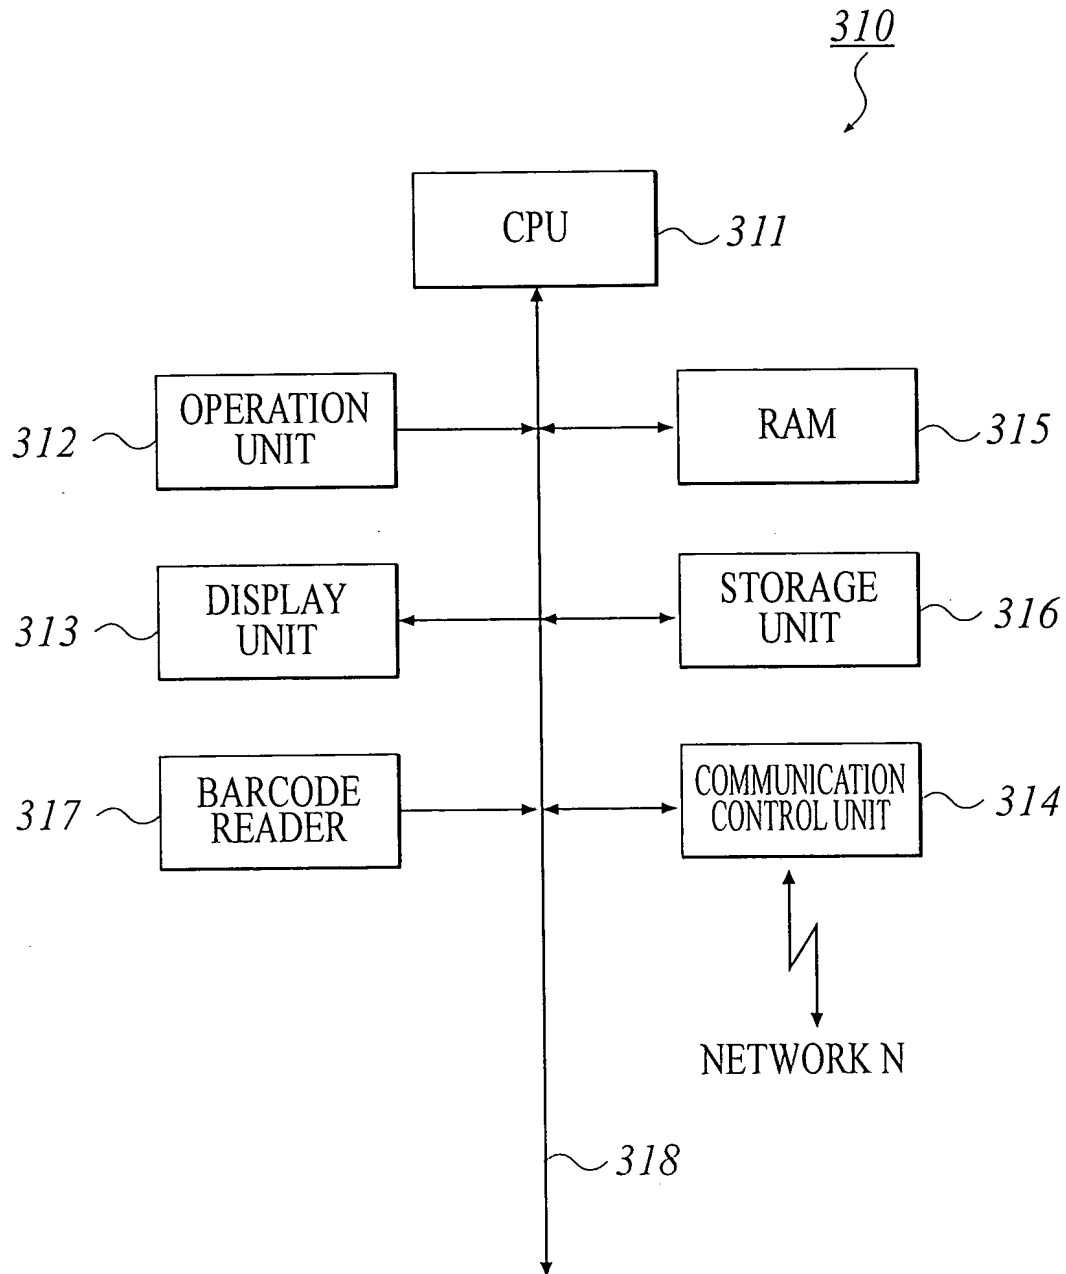 310
CPU
311
OPERATION
UNIT
312
RAM
315
DISPLAY
UNIT
313
STORAGE
UNIT
316
BARCODE
READER
317
COMMUNICATION
CONTROL UNIT
314
NETWORK N
318